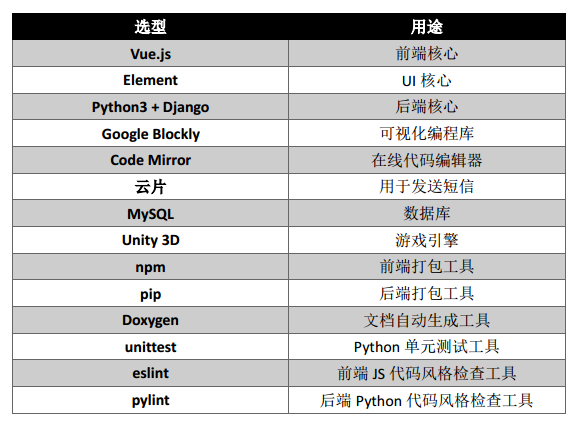 选型 用途
Vue.js 前端核心
Element UI 核心
Python3 + Django 后端核心
Google Blockly 可视化编程库
Code Mirror 在线代码编辑器
云片 用于发送短信
MySQL 数据库
Unity 3D 游戏引擎
npm 前端打包工具
pip 后端打包工具
Doxygen 文档自动生成工具
unittest Python 单元测试工具
eslint 前端 JS 代码风格检查工具
pylint 后端 Python 代码风格检查工具